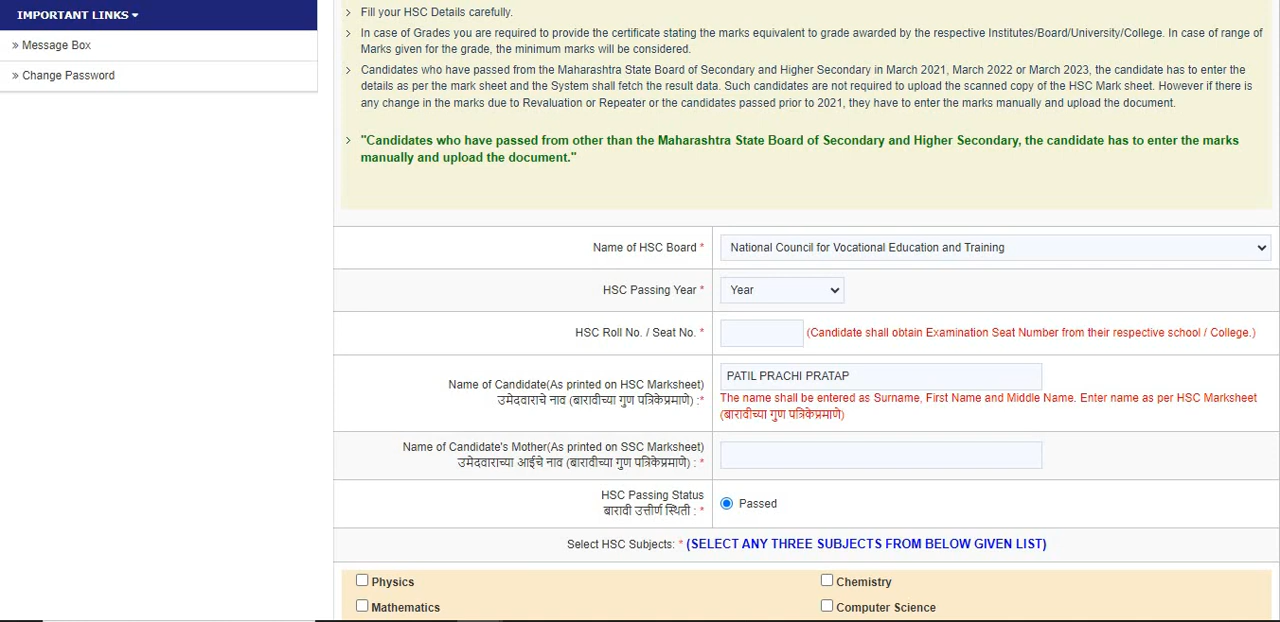 IMPORTANT LINKS
» Message Box
» Change Password
Fill your HSC Details carefully.
In case of Grades you are required to provide the certificate stating the marks equivalent to grade awarded by the respective Institutes/Board/University/College. In case of range of
Marks given for the grade, the minimum marks will be considered.
Candidates who have passed from the Maharashtra State Board of Secondary and Higher Secondary in March 2021, March 2022 or March 2023, the candidate has to enter the
details as per the mark sheet and the System shall fetch the result data. Such candidates are not required to upload the scanned copy of the HSC Mark sheet. However if there is
any change in the marks due to Revaluation or Repeater or the candidates passed prior to 2021, they have to enter the marks manually and upload the document.
"Candidates who have passed from other than the Maharashtra State Board of Secondary and Higher Secondary, the candidate has to enter the marks
manually and upload the document."
Name of HSC Board * National Council for Vocational Education and Training
HSC Passing Year * Year
HSC Roll No. / Seat No. * (Candidate shall obtain Examination Seat Number from their respective school / College.)
Name of Candidate(As printed on HSC Marksheet)
उमेदवाराचे नाव (बारावीच्या गुण पत्रिकेप्रमाणे) :*
PATIL PRACHI PRATAP
The name shall be entered as Surname, First Name and Middle Name. Enter name as per HSC Marksheet
(बारावीच्या गुण पत्रिकेप्रमाणे)
Name of Candidate's Mother(As printed on SSC Marksheet)
उमेदवाराच्या आईचे नाव (बारावीच्या गुण पत्रिकेप्रमाणे) : *
HSC Passing Status
बारावी उत्तीर्ण स्थिती : *
Passed
Select HSC Subjects: * (SELECT ANY THREE SUBJECTS FROM BELOW GIVEN LIST)
Physics Chemistry
Mathematics Computer Science